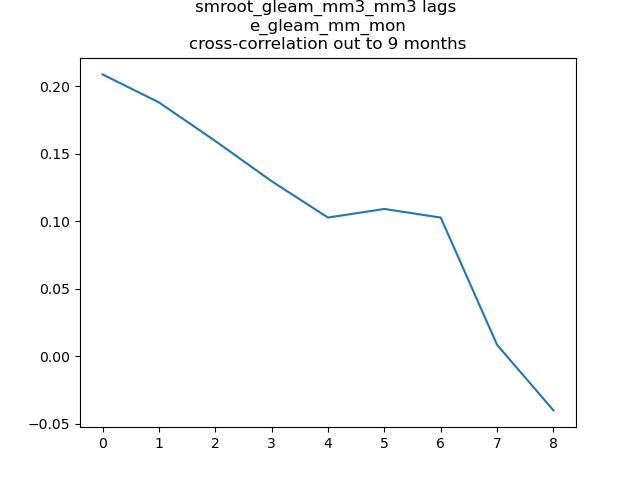 smroot_gleam_mm3_mm3 lags
e_gleam_mm_mon
cross-correlation out to 9 months
0.20
0.15
0.10
0.05
0.00
−0.05
0 1 2 3 4 5 6 7 8